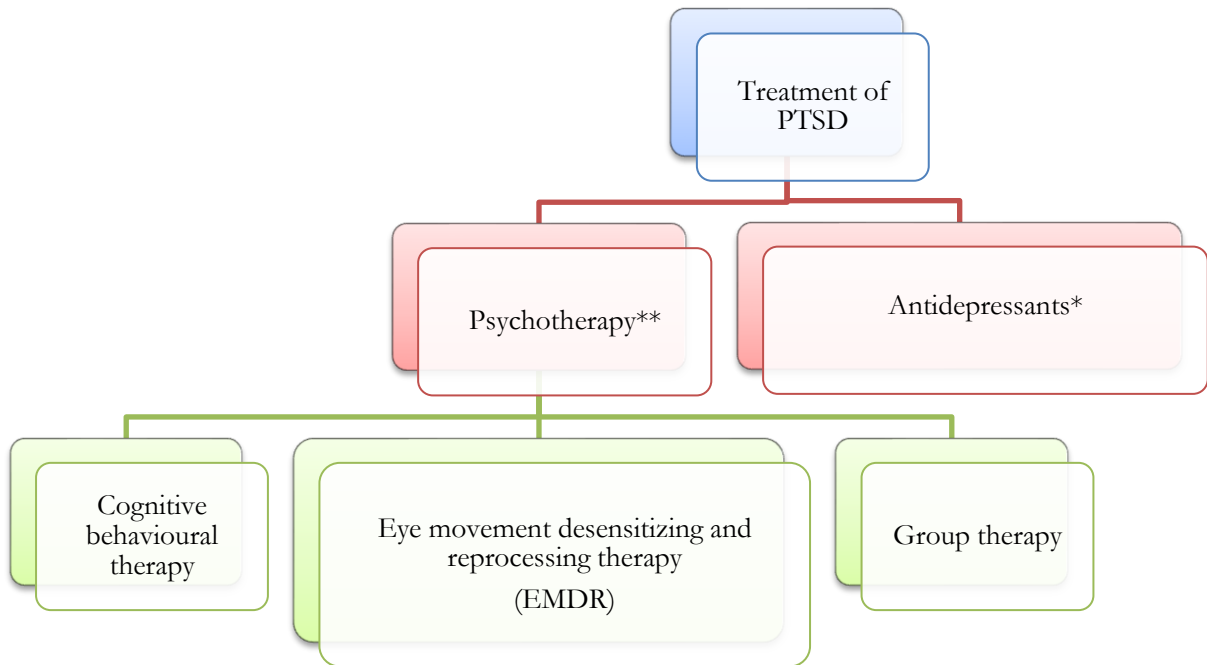 Treatment of
PTSD
Psychotherapy**
Antidepressants*
Cognitive
behavioural
therapy
Eye movement desensitizing and
reprocessing therapy
(EMDR)
Group therapy